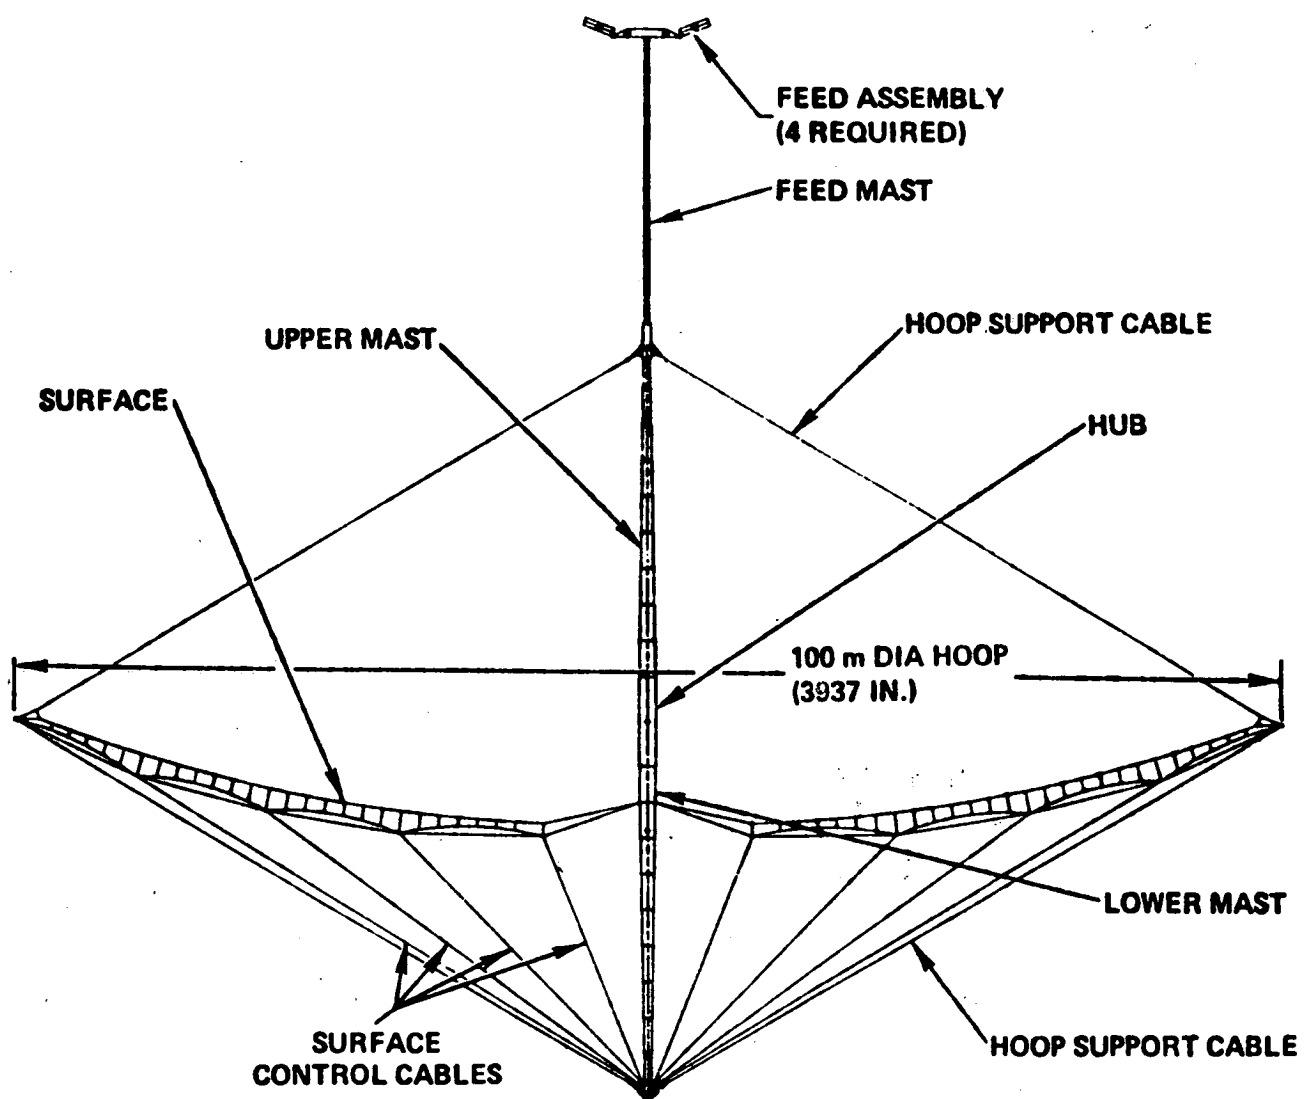 FEED ASSEMBLY
(4 REQUIRED)
FEED MAST
HOOP SUPPORT CABLE
UPPER MAST
SURFACE
HUB
100 m DIA HOOP
(3937 IN.)
LOWER MAST
SURFACE
CONTROL CABLES
HOOP SUPPORT CABLE